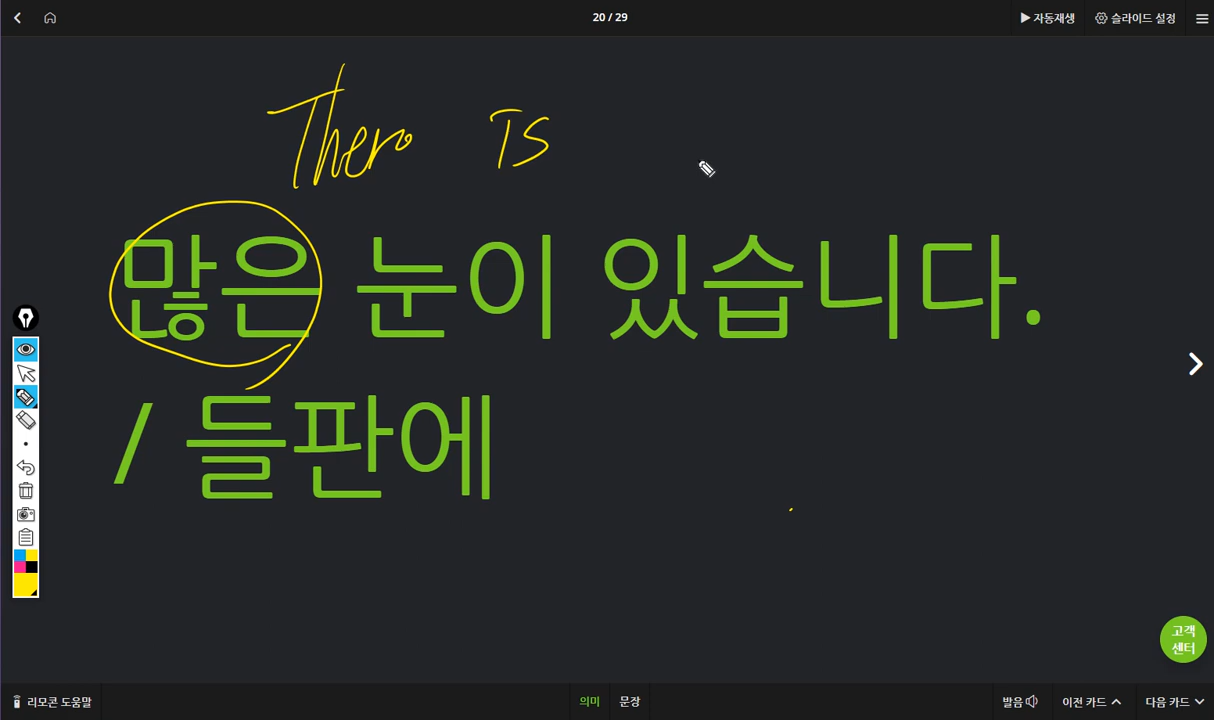 20 / 29
자동재생
슬라이드 설정
There is
많은 눈이 있습니다.
/ 들판에
고객
센터
리모콘 도움말
의미
문장
발음
이전 카드
다음 카드